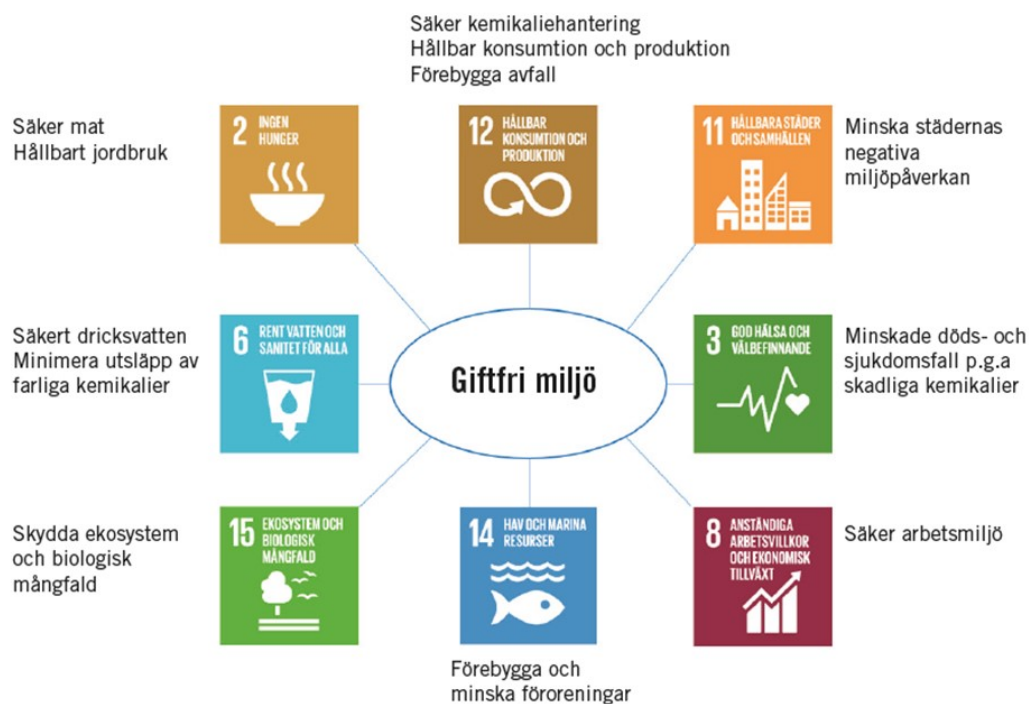 Säker kemikaliehantering
Hållbar konsumtion och produktion
Förebygga avfall
Säker mat
Hållbart jordbruk
2 INGEN
HUNGER
12 HÅLLBAR
KONSUMTION OCH
PRODUKTION
11 HÅLLBARA STÄDER
OCH SAMHÄLLEN
Minska städernas
negativa
miljöpåverkan
Säkert dricksvatten
Minimera utsläpp av
farliga kemikalier
6 RENT VATTEN OCH
SANITET FÖR ALLA
Giftfri miljö
3 GOD HÄLSA OCH
VÄLBEFINNANDE
Minskade döds- och
sjukdomsfall p.g.a
skadliga kemikalier
Skydda ekosystem
och biologisk
mångfald
15 EKOSYSTEM OCH
BIOLOGISK
MÅNGFALD
14 HAV OCH MARINA
RESURSER
8 ANSTÄNDIGA
ARBETSVILLKOR
OCH EKONOMISK
TILLVÄXT
Säker arbetsmiljö
Förebygga och
minska föroreningar